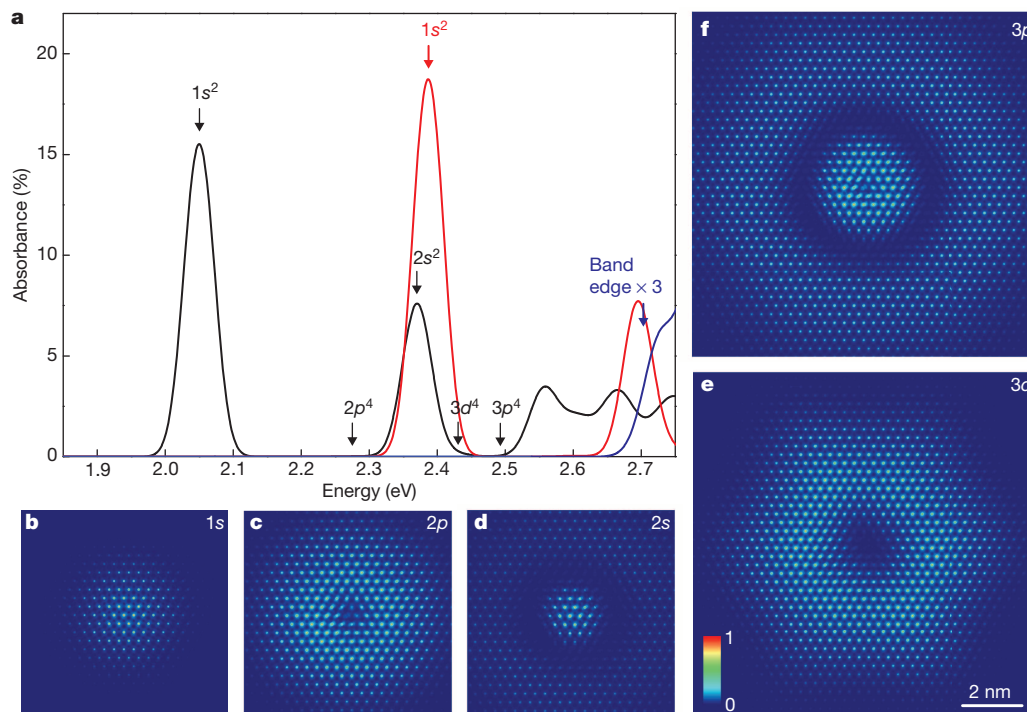 a
Absorbance (%)
20
15
10
5
0
1s²
1s²
2s²
2p⁴
3d⁴
3p⁴
Band
edge × 3
1.9 2.0 2.1 2.2 2.3 2.4 2.5 2.6 2.7
Energy (eV)
f 3p
e 3d
b 1s
c 2p
d 2s
1
0
2 nm